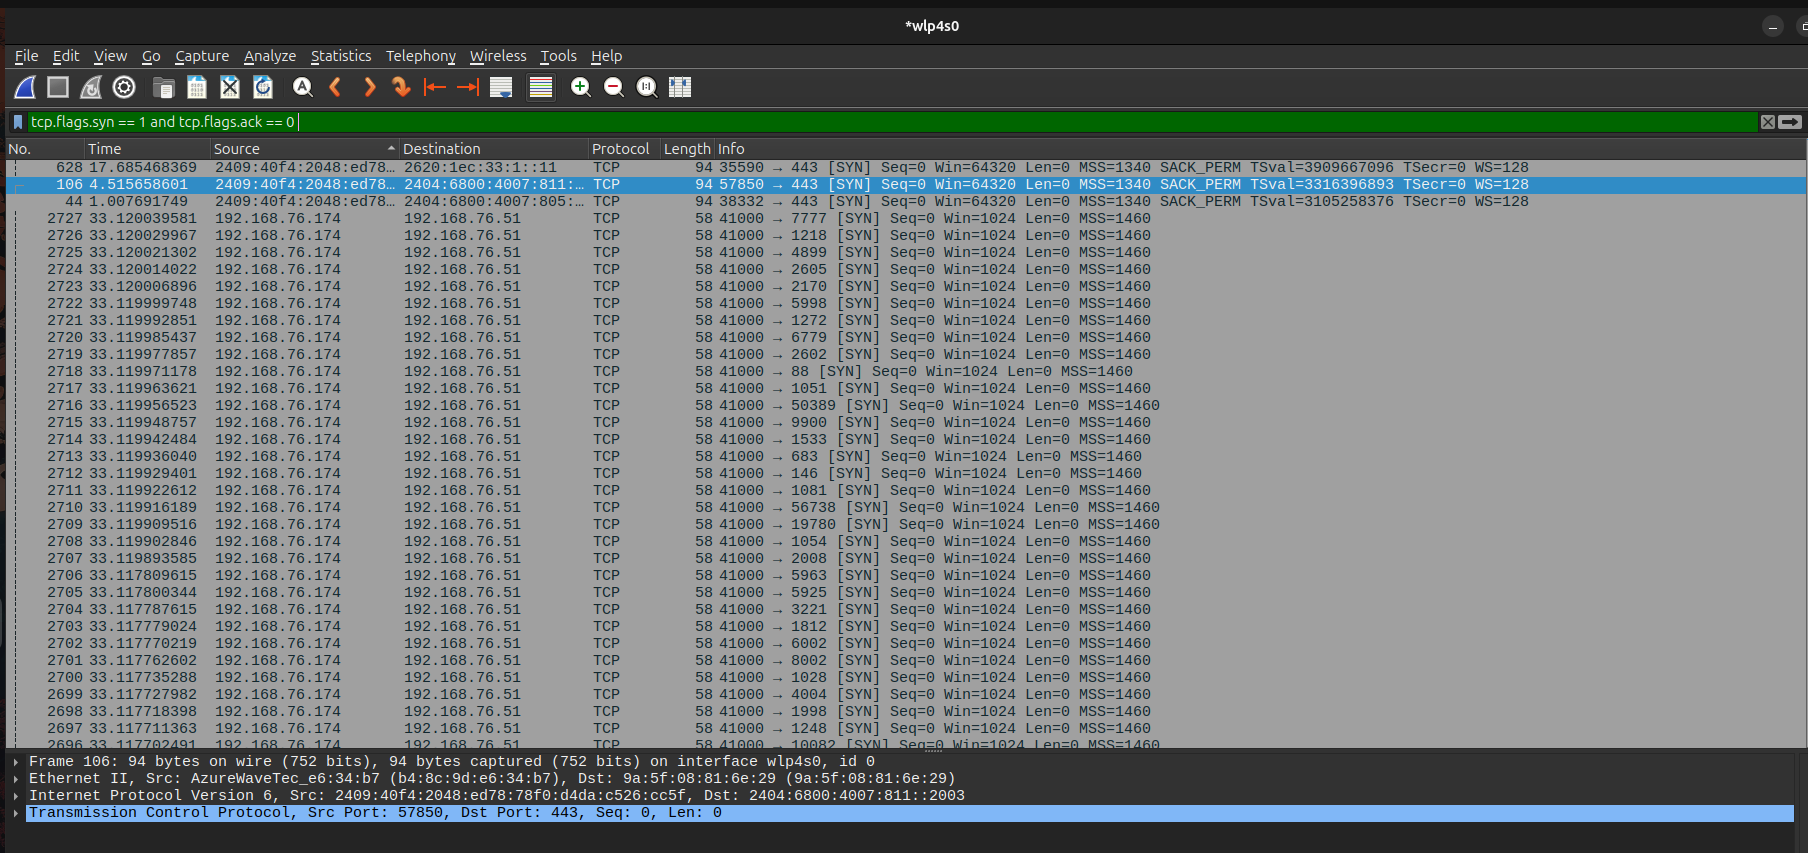 *wlp4s0
File Edit View Go Capture Analyze Statistics Telephony Wireless Tools Help
tcp.flags.syn == 1 and tcp.flags.ack == 0
No. Time Source Destination Protocol Length Info
628 17.685468369 2409:40f4:2048:ed78… 2620:1ec:33:1::11 TCP 94 35590 → 443 [SYN] Seq=0 Win=64320 Len=0 MSS=1340 SACK_PERM TSval=3909667096 TSecr=0 WS=128
106 4.515658601 2409:40f4:2048:ed78… 2404:6800:4007:811:… TCP 94 57850 → 443 [SYN] Seq=0 Win=64320 Len=0 MSS=1340 SACK_PERM TSval=3316396893 TSecr=0 WS=128
44 1.007691749 2409:40f4:2048:ed78… 2404:6800:4007:805:… TCP 94 38332 → 443 [SYN] Seq=0 Win=64320 Len=0 MSS=1340 SACK_PERM TSval=3105258376 TSecr=0 WS=128
2727 33.120039581 192.168.76.174 192.168.76.51 TCP 58 41000 → 7777 [SYN] Seq=0 Win=1024 Len=0 MSS=1460
2726 33.120029967 192.168.76.174 192.168.76.51 TCP 58 41000 → 1218 [SYN] Seq=0 Win=1024 Len=0 MSS=1460
2725 33.120021302 192.168.76.174 192.168.76.51 TCP 58 41000 → 4899 [SYN] Seq=0 Win=1024 Len=0 MSS=1460
2724 33.120014022 192.168.76.174 192.168.76.51 TCP 58 41000 → 2605 [SYN] Seq=0 Win=1024 Len=0 MSS=1460
2723 33.120006896 192.168.76.174 192.168.76.51 TCP 58 41000 → 2170 [SYN] Seq=0 Win=1024 Len=0 MSS=1460
2722 33.119999748 192.168.76.174 192.168.76.51 TCP 58 41000 → 5998 [SYN] Seq=0 Win=1024 Len=0 MSS=1460
2721 33.119992851 192.168.76.174 192.168.76.51 TCP 58 41000 → 1272 [SYN] Seq=0 Win=1024 Len=0 MSS=1460
2720 33.119985437 192.168.76.174 192.168.76.51 TCP 58 41000 → 6779 [SYN] Seq=0 Win=1024 Len=0 MSS=1460
2719 33.119977857 192.168.76.174 192.168.76.51 TCP 58 41000 → 2602 [SYN] Seq=0 Win=1024 Len=0 MSS=1460
2718 33.119971178 192.168.76.174 192.168.76.51 TCP 58 41000 → 88 [SYN] Seq=0 Win=1024 Len=0 MSS=1460
2717 33.119963621 192.168.76.174 192.168.76.51 TCP 58 41000 → 1051 [SYN] Seq=0 Win=1024 Len=0 MSS=1460
2716 33.119956523 192.168.76.174 192.168.76.51 TCP 58 41000 → 50389 [SYN] Seq=0 Win=1024 Len=0 MSS=1460
2715 33.119948757 192.168.76.174 192.168.76.51 TCP 58 41000 → 9900 [SYN] Seq=0 Win=1024 Len=0 MSS=1460
2714 33.119942484 192.168.76.174 192.168.76.51 TCP 58 41000 → 1533 [SYN] Seq=0 Win=1024 Len=0 MSS=1460
2713 33.119936040 192.168.76.174 192.168.76.51 TCP 58 41000 → 683 [SYN] Seq=0 Win=1024 Len=0 MSS=1460
2712 33.119929401 192.168.76.174 192.168.76.51 TCP 58 41000 → 146 [SYN] Seq=0 Win=1024 Len=0 MSS=1460
2711 33.119922612 192.168.76.174 192.168.76.51 TCP 58 41000 → 1081 [SYN] Seq=0 Win=1024 Len=0 MSS=1460
2710 33.119916189 192.168.76.174 192.168.76.51 TCP 58 41000 → 56738 [SYN] Seq=0 Win=1024 Len=0 MSS=1460
2709 33.119909516 192.168.76.174 192.168.76.51 TCP 58 41000 → 19780 [SYN] Seq=0 Win=1024 Len=0 MSS=1460
2708 33.119902846 192.168.76.174 192.168.76.51 TCP 58 41000 → 1054 [SYN] Seq=0 Win=1024 Len=0 MSS=1460
2707 33.119893585 192.168.76.174 192.168.76.51 TCP 58 41000 → 2008 [SYN] Seq=0 Win=1024 Len=0 MSS=1460
2706 33.117809615 192.168.76.174 192.168.76.51 TCP 58 41000 → 5963 [SYN] Seq=0 Win=1024 Len=0 MSS=1460
2705 33.117800344 192.168.76.174 192.168.76.51 TCP 58 41000 → 5925 [SYN] Seq=0 Win=1024 Len=0 MSS=1460
2704 33.117787615 192.168.76.174 192.168.76.51 TCP 58 41000 → 3221 [SYN] Seq=0 Win=1024 Len=0 MSS=1460
2703 33.117779024 192.168.76.174 192.168.76.51 TCP 58 41000 → 1812 [SYN] Seq=0 Win=1024 Len=0 MSS=1460
2702 33.117770219 192.168.76.174 192.168.76.51 TCP 58 41000 → 6002 [SYN] Seq=0 Win=1024 Len=0 MSS=1460
2701 33.117762602 192.168.76.174 192.168.76.51 TCP 58 41000 → 8002 [SYN] Seq=0 Win=1024 Len=0 MSS=1460
2700 33.117735288 192.168.76.174 192.168.76.51 TCP 58 41000 → 1028 [SYN] Seq=0 Win=1024 Len=0 MSS=1460
2699 33.117727982 192.168.76.174 192.168.76.51 TCP 58 41000 → 4004 [SYN] Seq=0 Win=1024 Len=0 MSS=1460
2698 33.117718398 192.168.76.174 192.168.76.51 TCP 58 41000 → 1998 [SYN] Seq=0 Win=1024 Len=0 MSS=1460
2697 33.117711363 192.168.76.174 192.168.76.51 TCP 58 41000 → 1248 [SYN] Seq=0 Win=1024 Len=0 MSS=1460
2696 33.117702491 192.168.76.174 192.168.76.51 TCP 58 41000 → 10082 [SYN] Seq=0 Win=1024 Len=0 MSS=1460
Frame 106: 94 bytes on wire (752 bits), 94 bytes captured (752 bits) on interface wlp4s0, id 0
Ethernet II, Src: AzureWaveTec_e6:34:b7 (b4:8c:9d:e6:34:b7), Dst: 9a:5f:08:81:6e:29 (9a:5f:08:81:6e:29)
Internet Protocol Version 6, Src: 2409:40f4:2048:ed78:78f0:d4da:c526:cc5f, Dst: 2404:6800:4007:811::2003
Transmission Control Protocol, Src Port: 57850, Dst Port: 443, Seq: 0, Len: 0